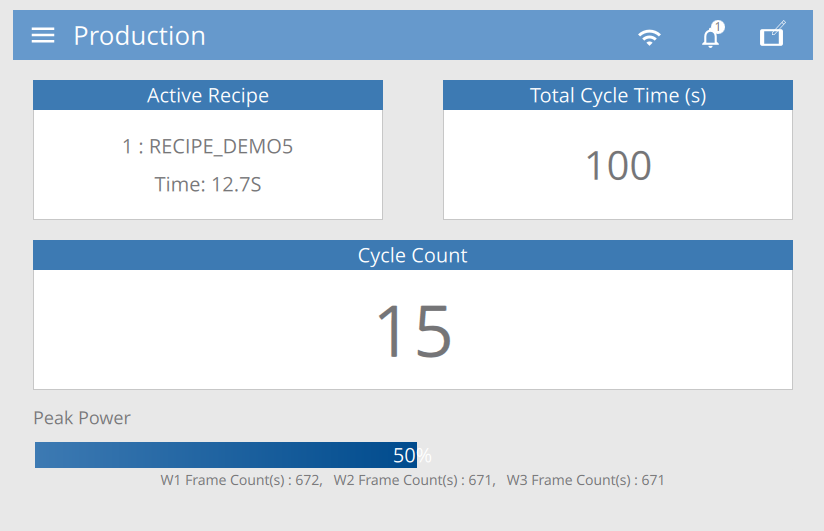 Production
1
Active Recipe
1 : RECIPE_DEMO5
Time: 12.7S
Total Cycle Time (s)
100
Cycle Count
15
Peak Power
50%
W1 Frame Count(s) : 672, W2 Frame Count(s) : 671, W3 Frame Count(s) : 671